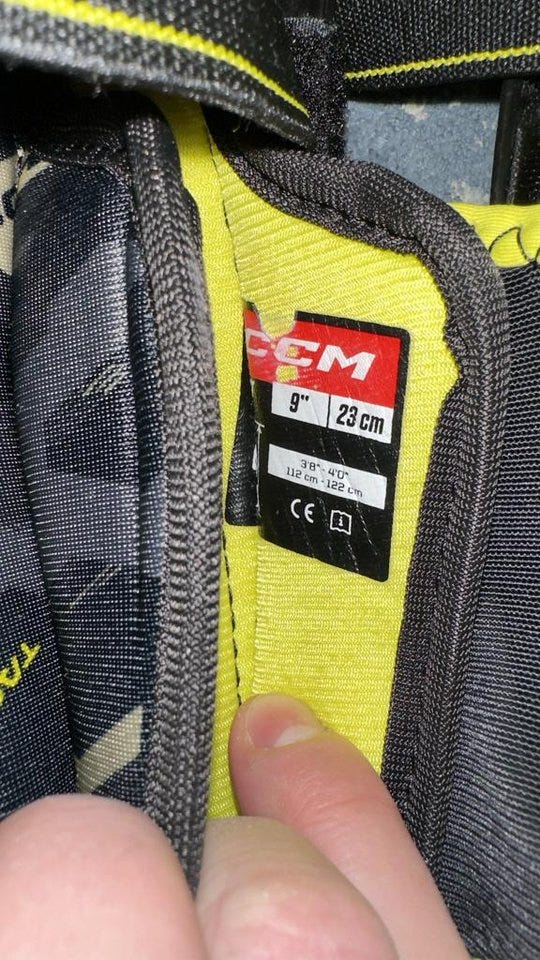 CCM
9" 23 cm
3'8" - 4'0"
112 cm - 122 cm
CE i